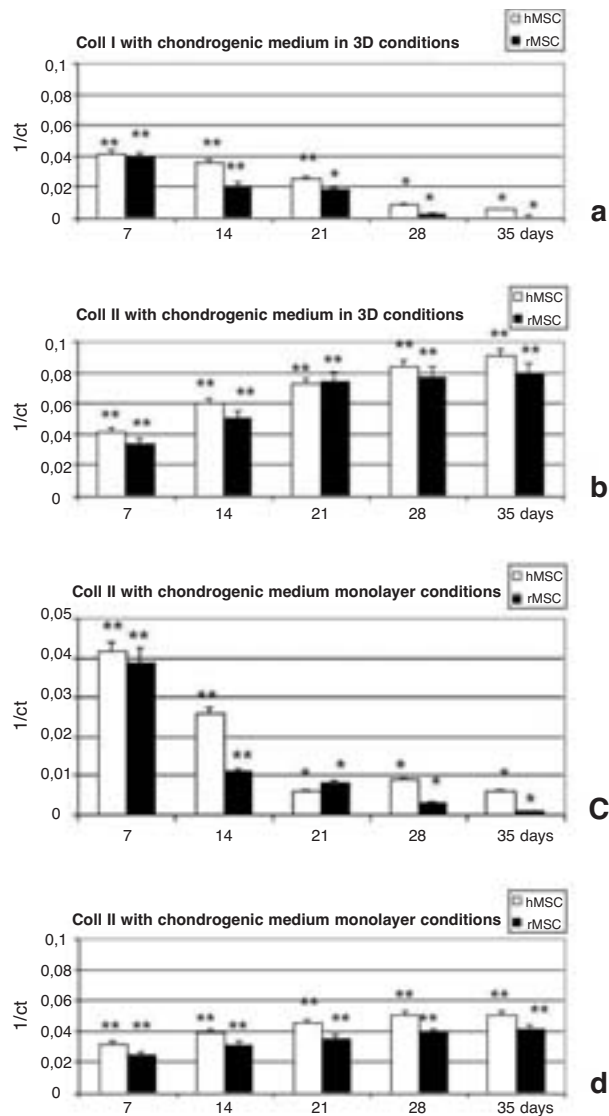 hMSC
Coll I with chondrogenic medium in 3D conditions
rMSC
0,1
0,08
0,06
0,04
0,02
0
1/ct
** ** ** ** ** * * * * *
7 14 21 28 35 days
a
hMSC
Coll II with chondrogenic medium in 3D conditions
rMSC
0,1
0,08
0,06
0,04
0,02
0
1/ct
** ** ** ** ** ** ** ** ** **
7 14 21 28 35 days
b
hMSC
Coll II with chondrogenic medium monolayer conditions
rMSC
0,05
0,04
0,03
0,02
0,01
0
1/ct
** ** ** ** * * * * * *
7 14 21 28 35 days
C
hMSC
Coll II with chondrogenic medium monolayer conditions
rMSC
0,1
0,08
0,06
0,04
0,02
0
1/ct
** ** ** ** ** ** ** ** ** **
7 14 21 28 35 days
d